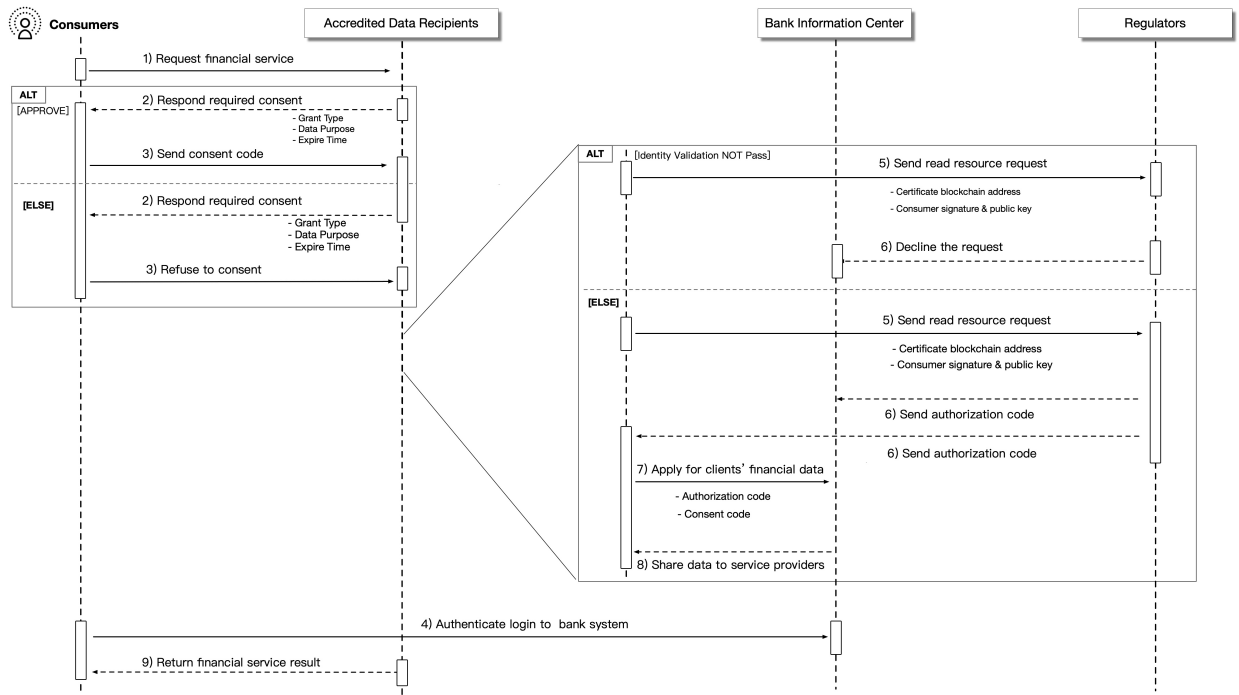 Consumers
Accredited Data Recipients
Bank Information Center
Regulators
1) Request financial service
ALT
[APPROVE]
2) Respond required consent
- Grant Type
- Data Purpose
- Expire Time
3) Send consent code
[ELSE]
2) Respond required consent
- Grant Type
- Data Purpose
- Expire Time
3) Refuse to consent
ALT
[Identity Validation NOT Pass]
5) Send read resource request
- Certificate blockchain address
- Consumer signature & public key
6) Decline the request
[ELSE]
5) Send read resource request
- Certificate blockchain address
- Consumer signature & public key
6) Send authorization code
6) Send authorization code
7) Apply for clients’ financial data
- Authorization code
- Consent code
8) Share data to service providers
4) Authenticate login to bank system
9) Return financial service result